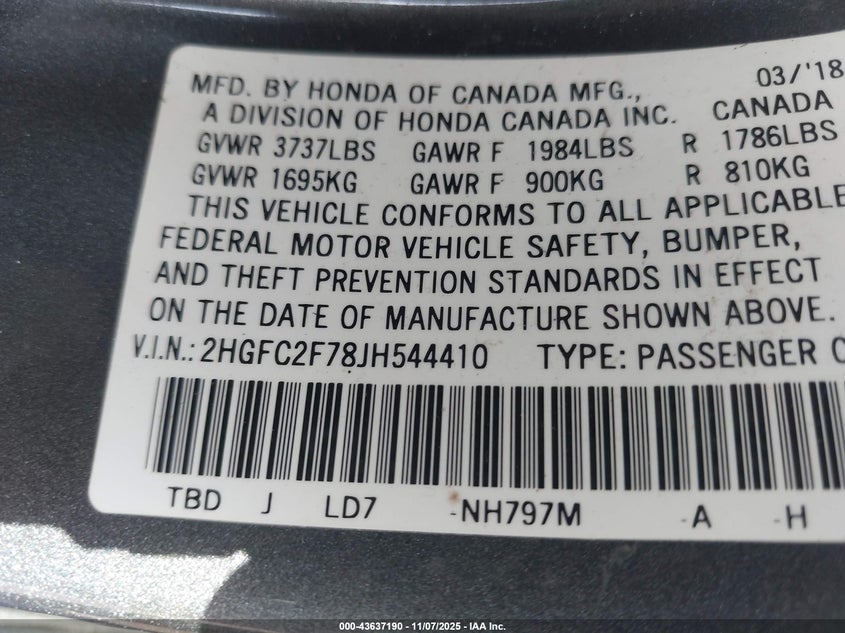 MFD. BY HONDA OF CANADA MFG., 03/'18
A DIVISION OF HONDA CANADA INC. CANADA
GVWR 3737LBS GAWR F 1984LBS R 1786LBS
GVWR 1695KG GAWR F 900KG R 810KG
THIS VEHICLE CONFORMS TO ALL APPLICABLE
FEDERAL MOTOR VEHICLE SAFETY, BUMPER,
AND THEFT PREVENTION STANDARDS IN EFFECT
ON THE DATE OF MANUFACTURE SHOWN ABOVE.
V.I.N.: 2HGFC2F78JH544410 TYPE: PASSENGER C
TBD J LD7 -NH797M -A -H
000-43637190 - 11/07/2025 - IAA Inc.